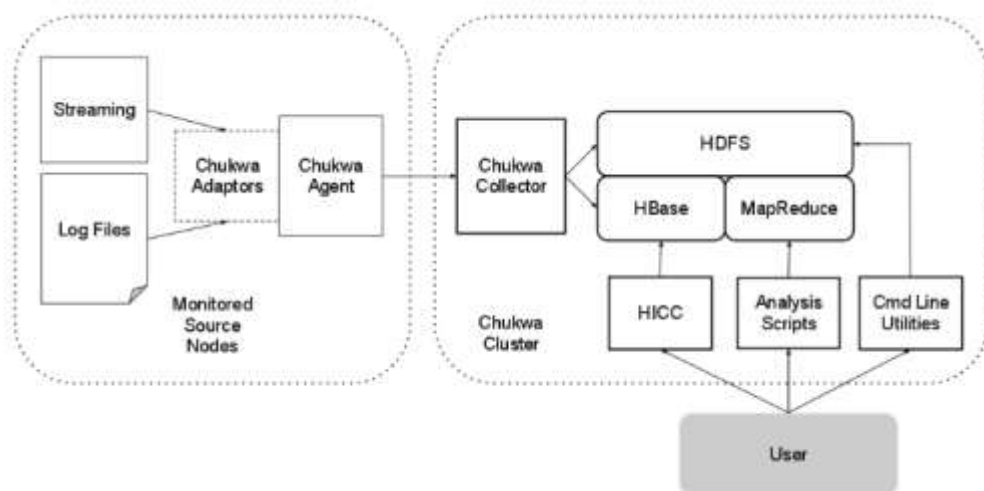 Streaming
Log Files
Chukwa
Adaptors
Chukwa
Agent
Monitored
Source
Nodes
Chukwa
Collector
HDFS
HBase
MapReduce
HICC
Analysis
Scripts
Cmd Line
Utilities
Chukwa
Cluster
User